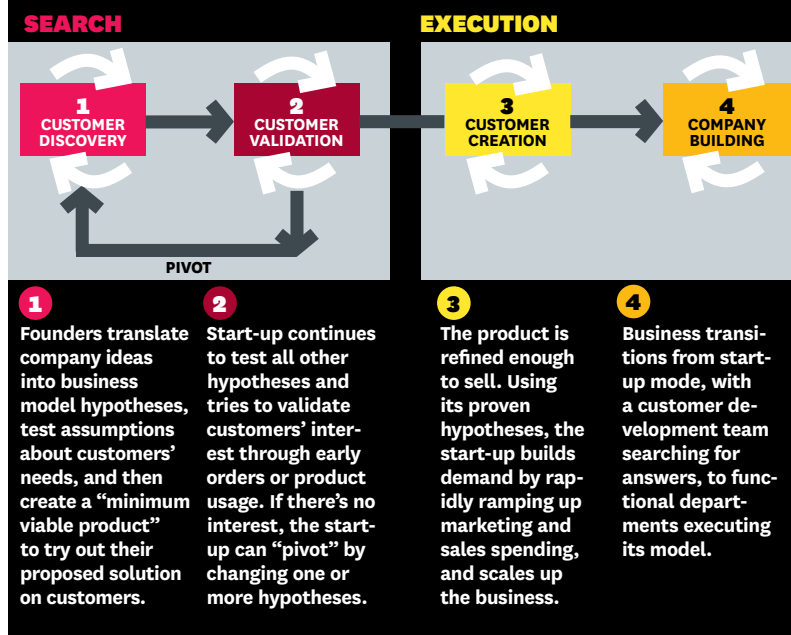 SEARCH
EXECUTION
1
CUSTOMER
DISCOVERY
2
CUSTOMER
VALIDATION
3
CUSTOMER
CREATION
4
COMPANY
BUILDING
PIVOT
1
Founders translate
company ideas
into business
model hypotheses,
test assumptions
about customers’
needs, and then
create a “minimum
viable product”
to try out their
proposed solution
on customers.
2
Start-up continues
to test all other
hypotheses and
tries to validate
customers’ inter-
est through early
orders or product
usage. If there’s no
interest, the start-
up can “pivot” by
changing one or
more hypotheses.
3
The product is
refined enough
to sell. Using
its proven
hypotheses, the
start-up builds
demand by rap-
idly ramping up
marketing and
sales spending,
and scales up
the business.
4
Business transi-
tions from start-
up mode, with
a customer de-
velopment team
searching for
answers, to func-
tional depart-
ments executing
its model.